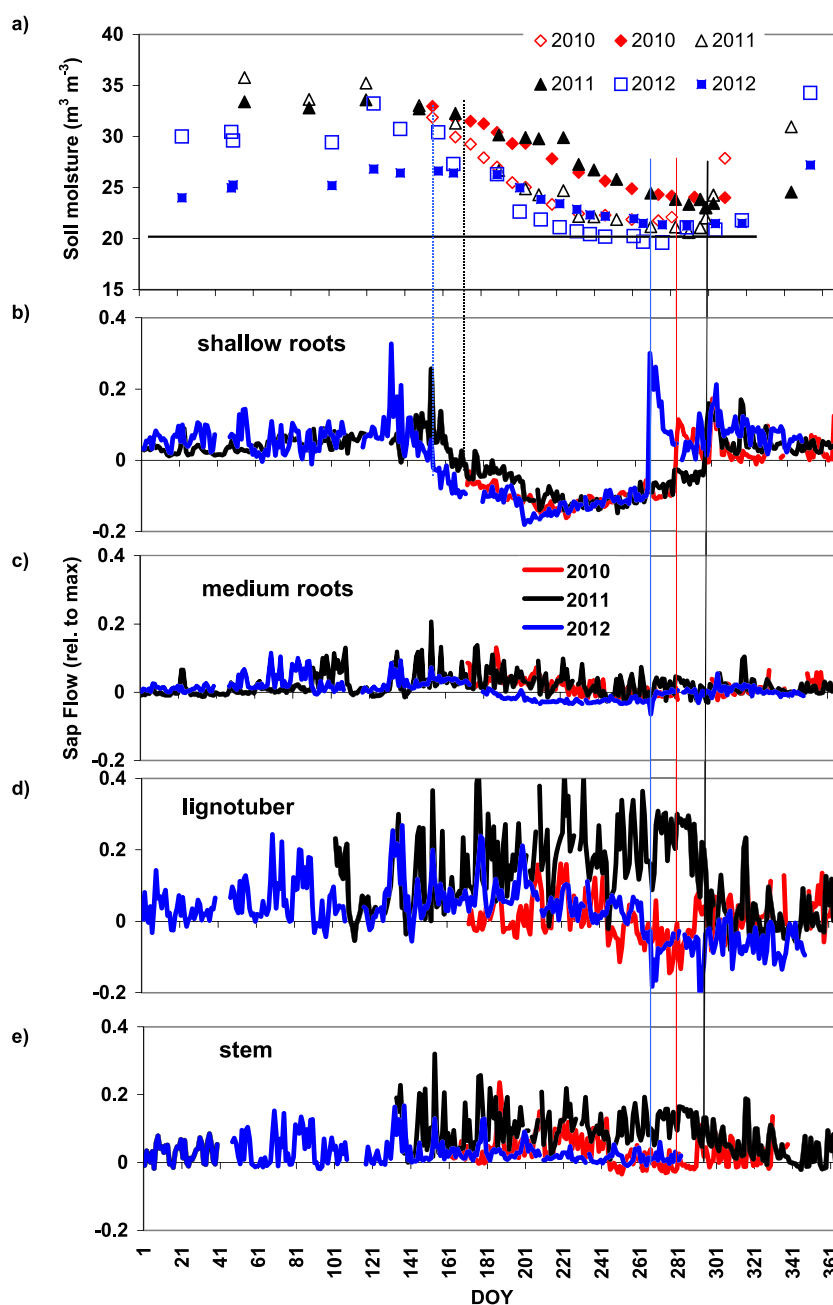 a)
Soil moisture (m³ m-³)
40
35
30
25
20
15
2010 2010 2011
2011 2012 2012
b)
shallow roots
0.4
0.2
0
-0.2
c)
medium roots
2010
2011
2012
Sap Flow (rel. to max)
0.4
0.2
0
-0.2
d)
lignotuber
0.4
0.2
0
-0.2
e)
stem
0.4
0.2
0
-0.2
1 21 41 61 81 101 121 141 161 181 201 221 241 261 281 301 321 341 361
DOY